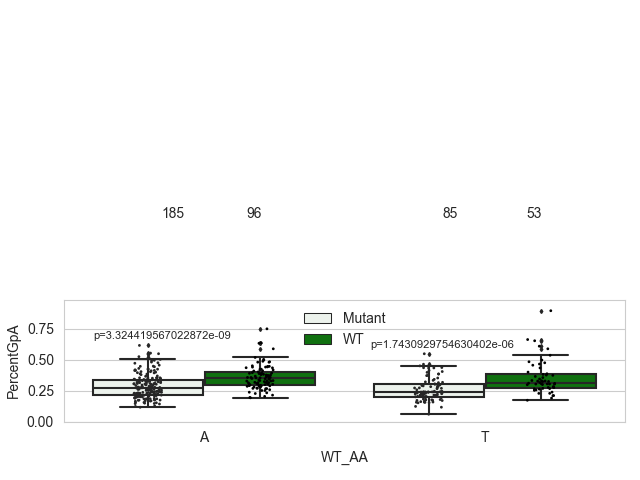 185 96 85 53
Mutant
WT
p=3.324419567022872e-09
p=1.7430929754630402e-06
PercentGpA
0.75
0.50
0.25
0.00
A T
WT_AA